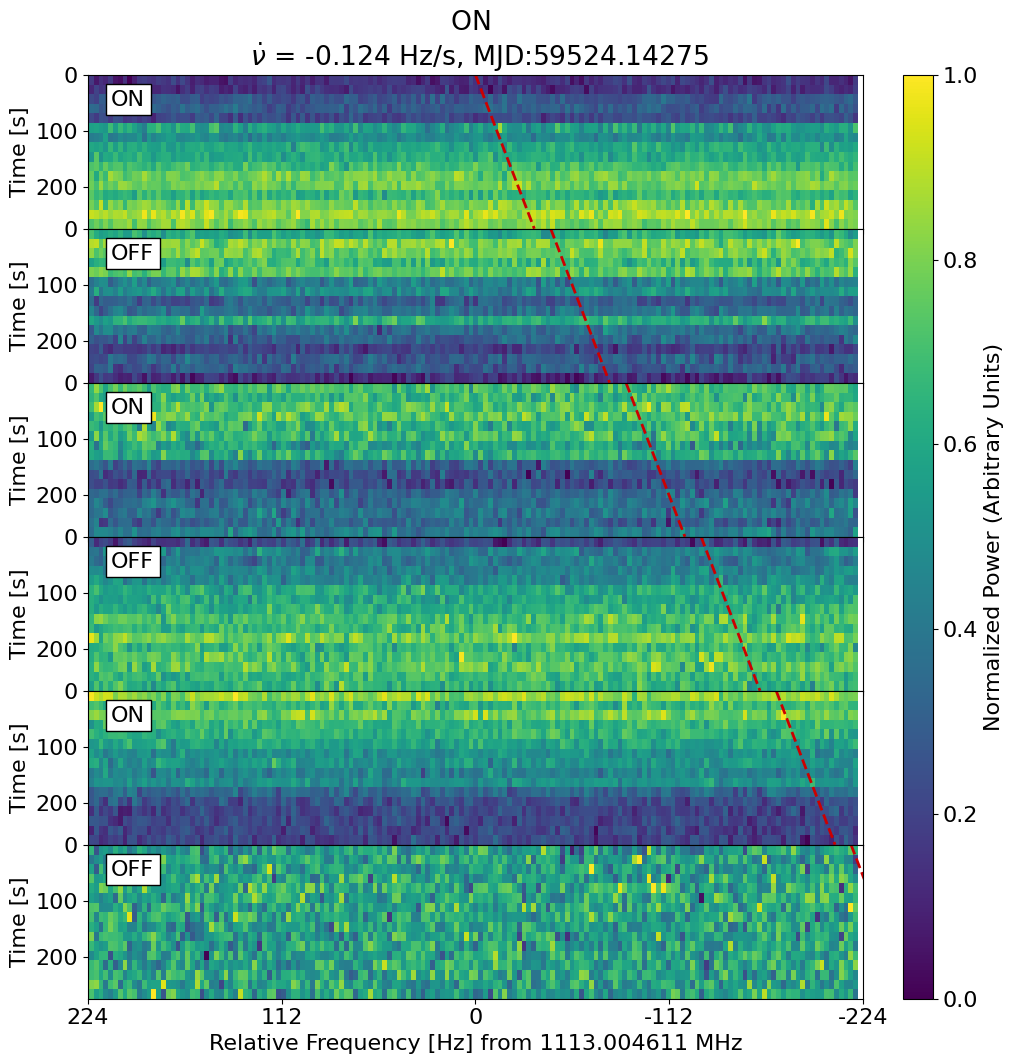 ON
ν̇ = -0.124 Hz/s, MJD:59524.14275
0
ON
100
200
Time [s]
0
OFF
100
200
Time [s]
0
ON
100
200
Time [s]
0
OFF
100
200
Time [s]
0
ON
100
200
Time [s]
0
OFF
100
200
Time [s]
224 112 0 -112 -224
Relative Frequency [Hz] from 1113.004611 MHz
1.0
0.8
0.6
0.4
0.2
0.0
Normalized Power (Arbitrary Units)